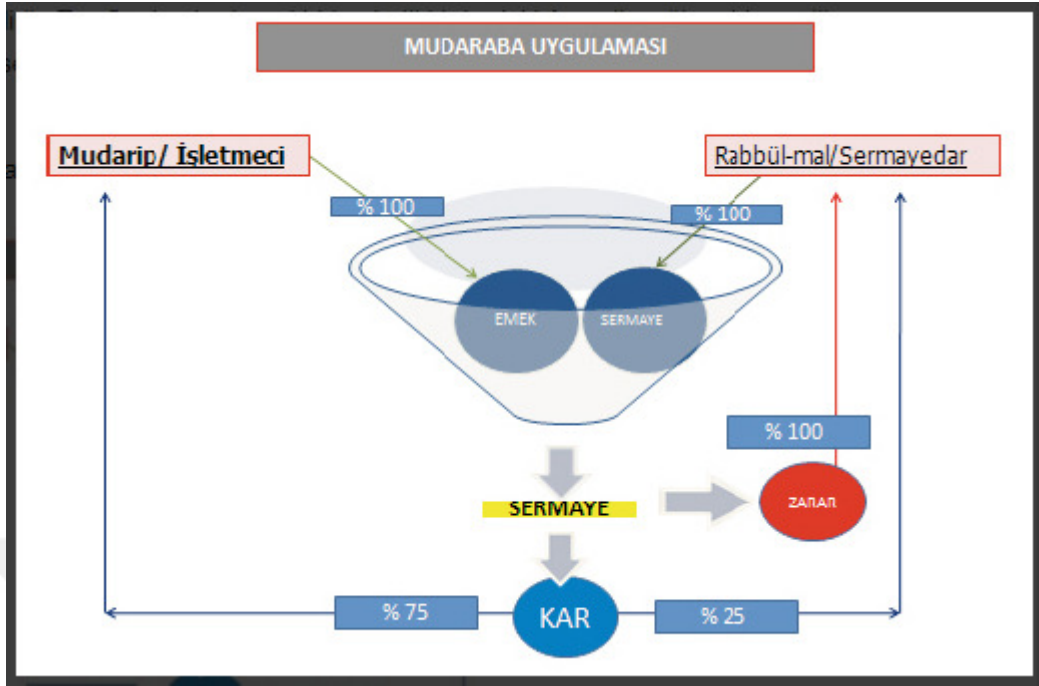 MUDARABA UYGULAMASI
Mudarip/ İşletmeci
Rabbül-mal/Sermayedar
% 100
% 100
EMEK
SERMAYE
% 100
SERMAYE
ZARAR
KAR
% 75
% 25